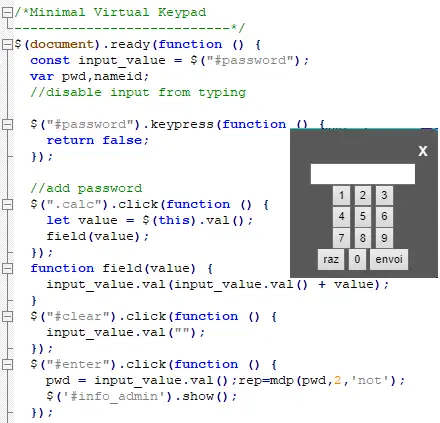 /*Minimal Virtual Keypad
---------------------------*/
$(document).ready(function () {
const input_value = $("#password");
var pwd,nameid;
//disable input from typing
$("#password").keypress(function () {
return false;
});
//add password
$(".calc").click(function () {
let value = $(this).val();
field(value);
});
function field(value) {
input_value.val(input_value.val() + value);
}
$("#clear").click(function () {
input_value.val("");
});
$("#enter").click(function () {
pwd = input_value.val();rep=mdp(pwd,2,'not');
$('#info_admin').show();
});
X
1 2 3
4 5 6
7 8 9
raz 0 envoi